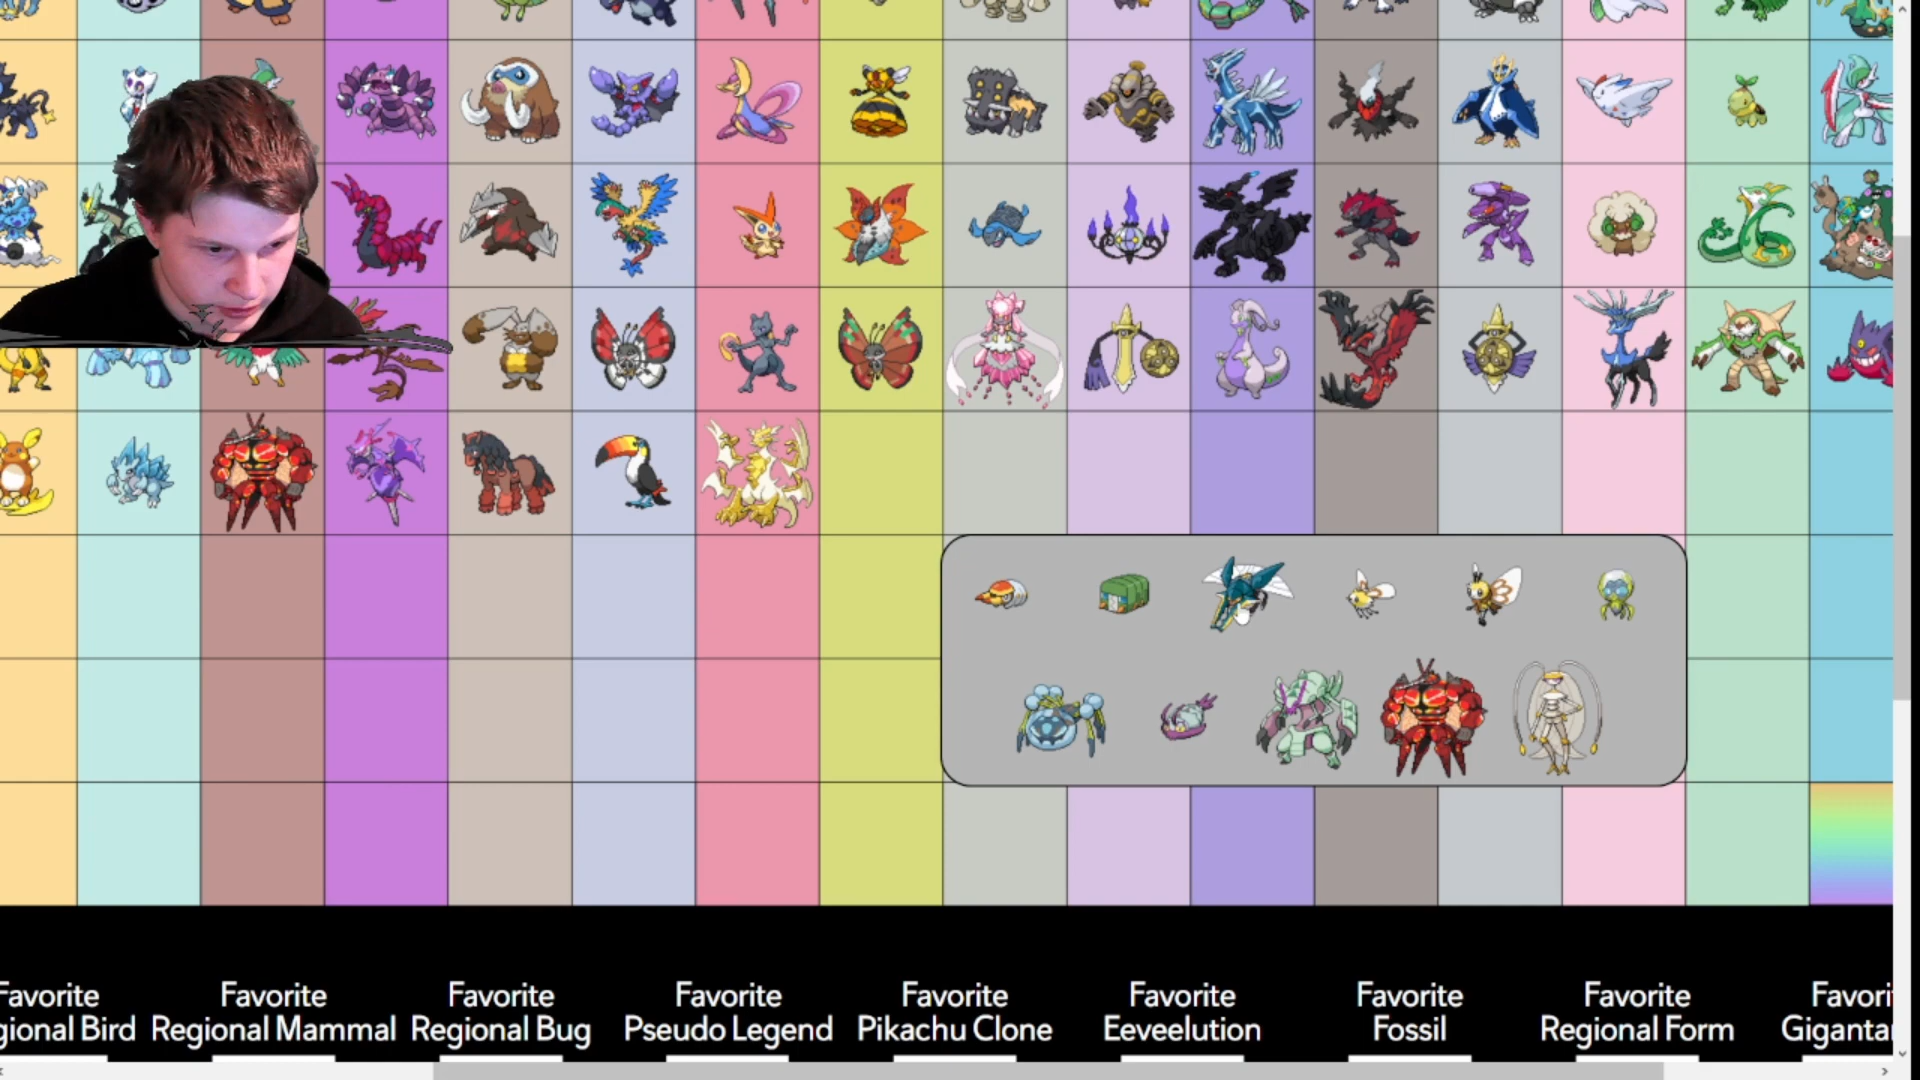 Favorite
gional Bird
Favorite
Regional Mammal
Favorite
Regional Bug
Favorite
Pseudo Legend
Favorite
Pikachu Clone
Favorite
Eeveelution
Favorite
Fossil
Favorite
Regional Form
Favori
Giganta